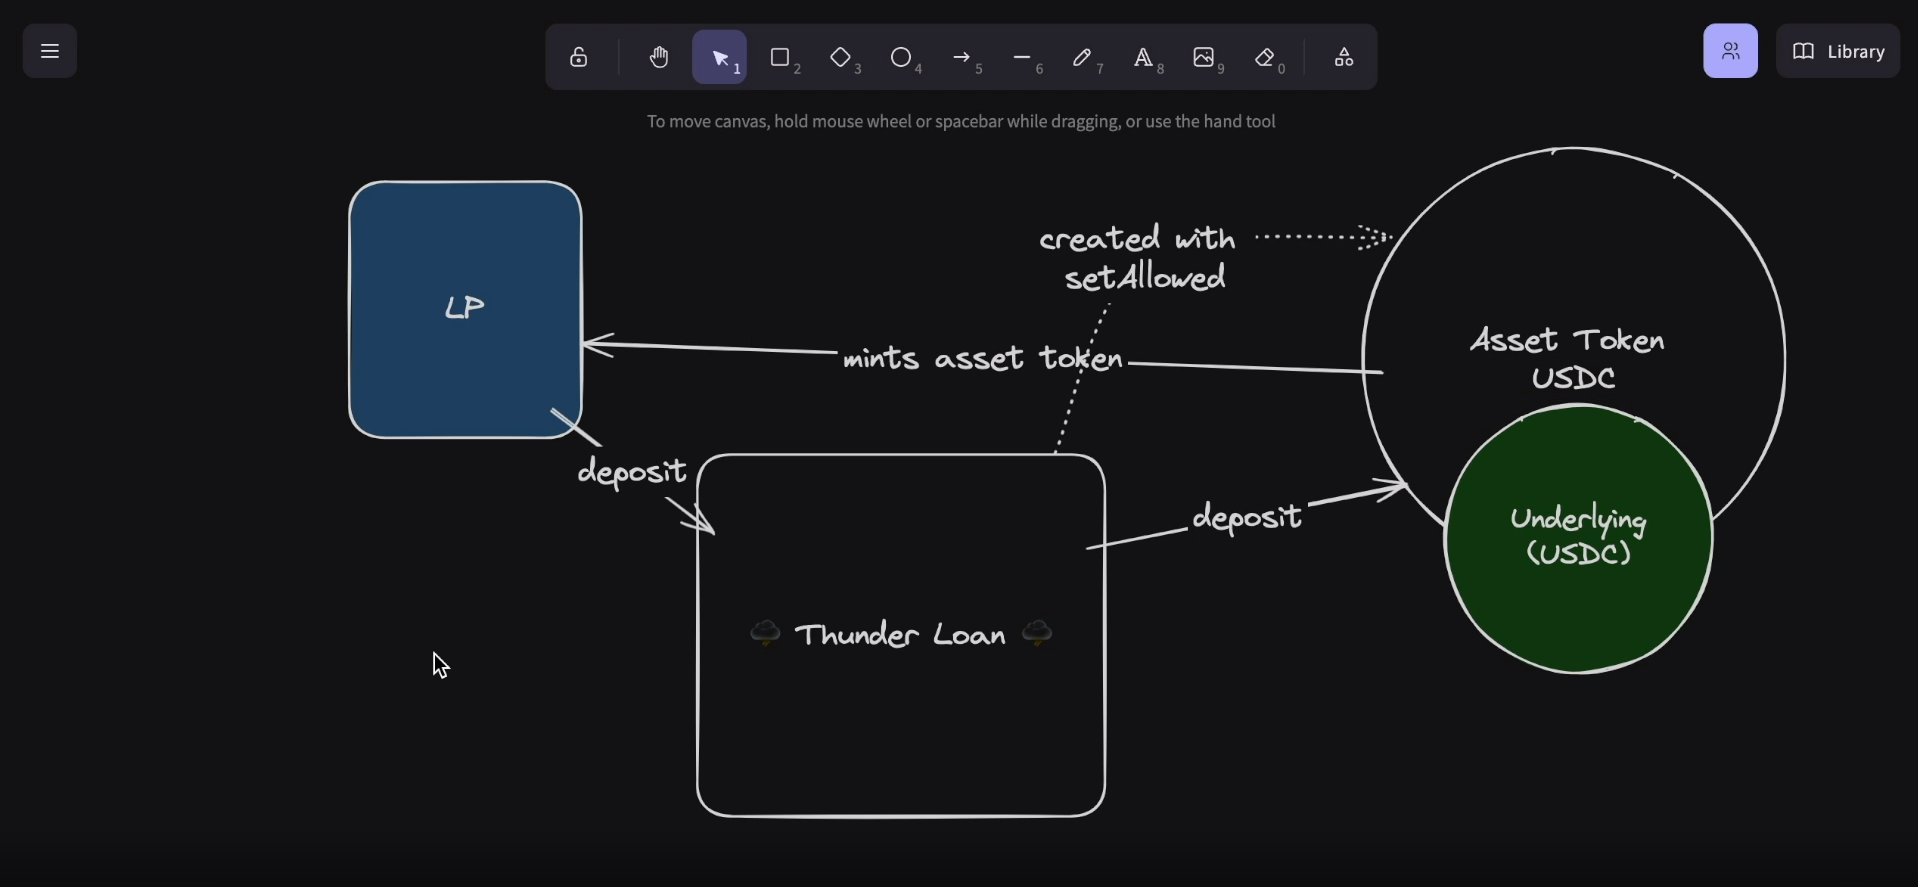 1
2
3
4
5
6
7
8
9
0
Library
To move canvas, hold mouse wheel or spacebar while dragging, or use the hand tool
LP
created with
setAllowed
mints asset token
Asset Token
USDC
deposit
deposit
Underlying
(USDC)
Thunder Loan